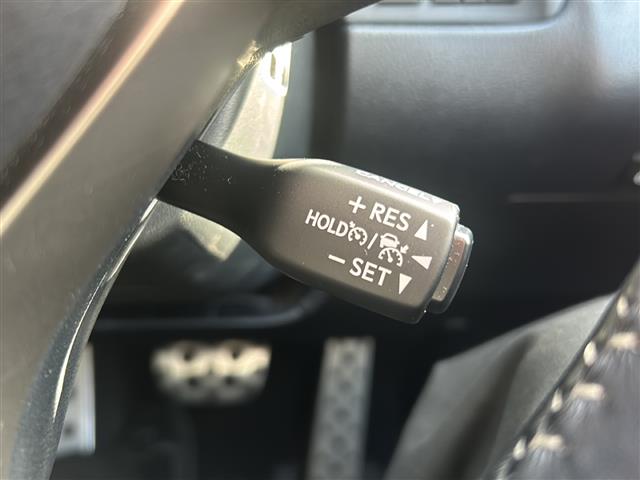 + RES
HOLD /
− SET